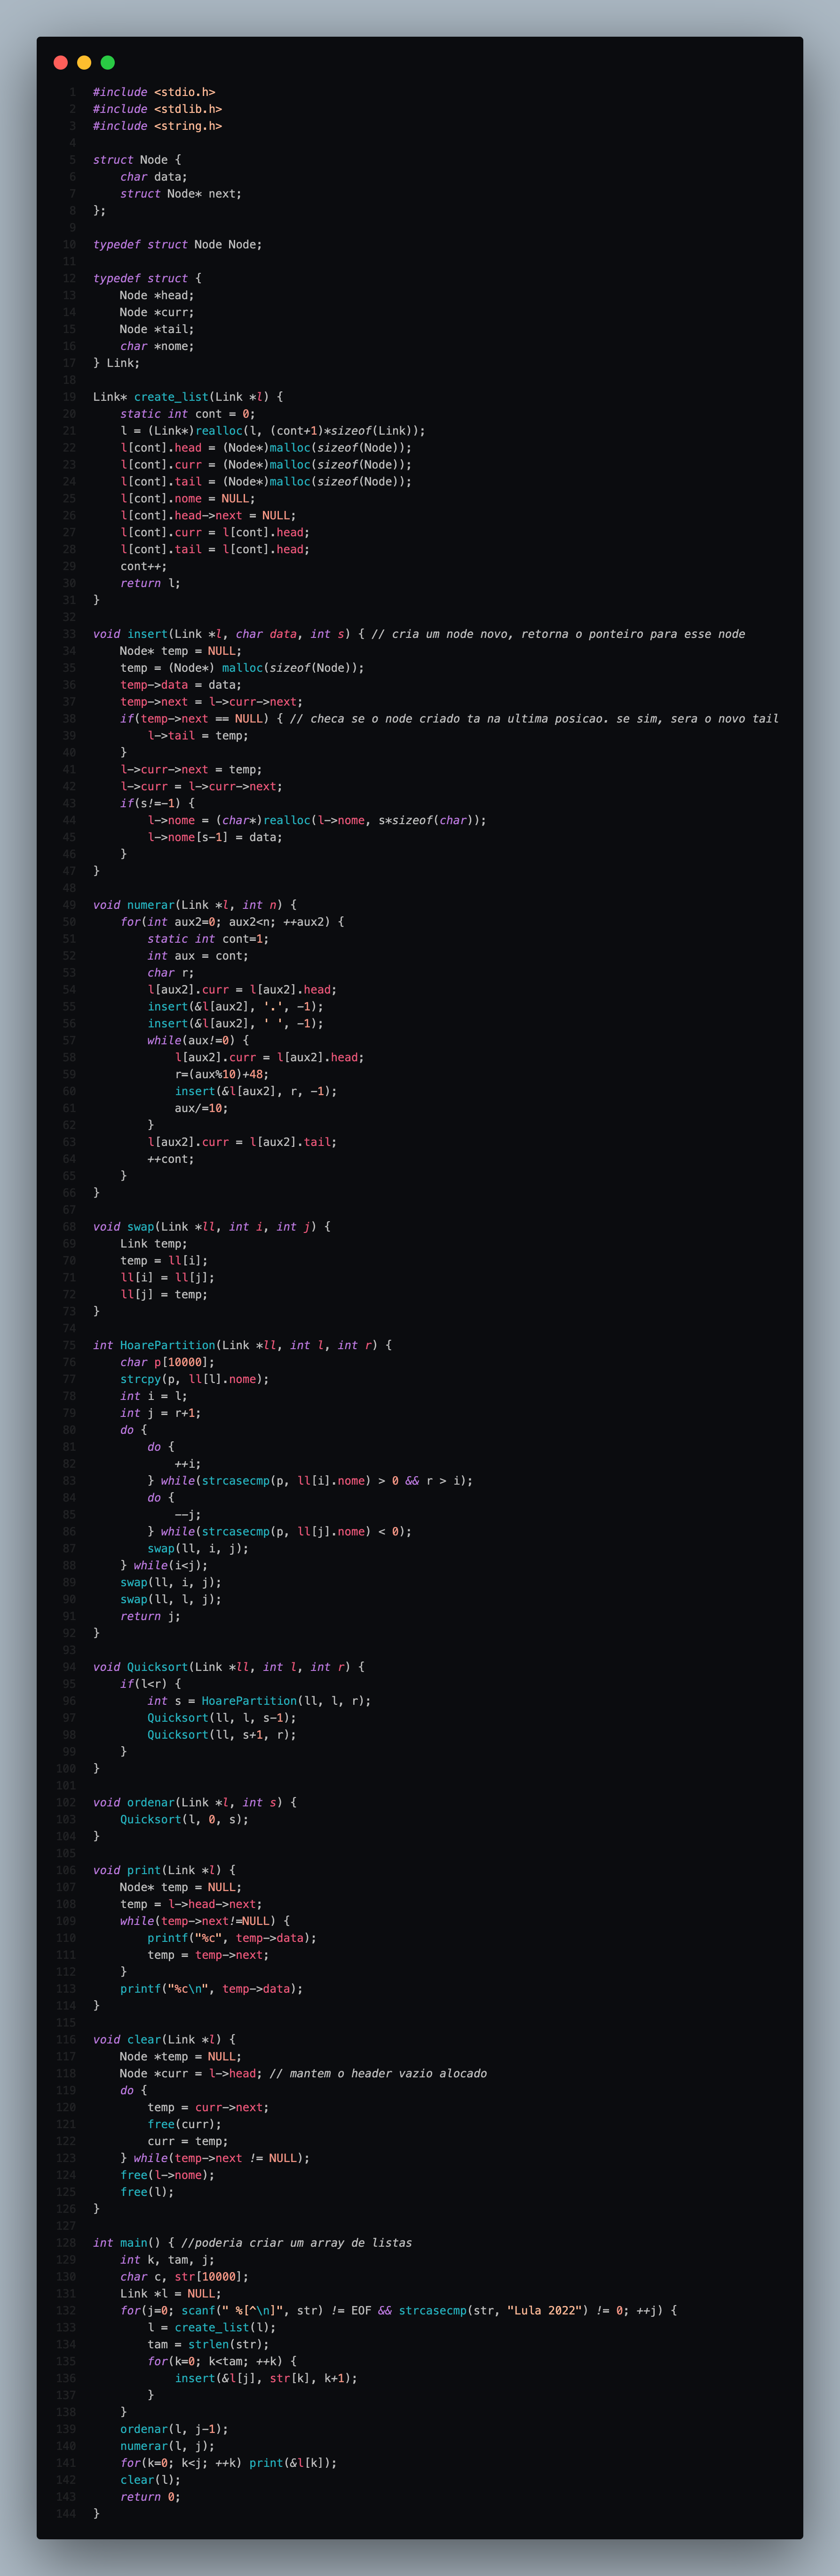 1 #include <stdio.h>
2 #include <stdlib.h>
3 #include <string.h>
4
5 struct Node {
6     char data;
7     struct Node* next;
8 };
9
10 typedef struct Node Node;
11
12 typedef struct {
13     Node *head;
14     Node *curr;
15     Node *tail;
16     char *nome;
17 } Link;
18
19 Link* create_list(Link *l) {
20     static int cont = 0;
21     l = (Link*)realloc(l, (cont+1)*sizeof(Link));
22     l[cont].head = (Node*)malloc(sizeof(Node));
23     l[cont].curr = (Node*)malloc(sizeof(Node));
24     l[cont].tail = (Node*)malloc(sizeof(Node));
25     l[cont].nome = NULL;
26     l[cont].head->next = NULL;
27     l[cont].curr = l[cont].head;
28     l[cont].tail = l[cont].head;
29     cont++;
30     return l;
31 }
32
33 void insert(Link *l, char data, int s) { // cria um node novo, retorna o ponteiro para esse node
34     Node* temp = NULL;
35     temp = (Node*) malloc(sizeof(Node));
36     temp->data = data;
37     temp->next = l->curr->next;
38     if(temp->next == NULL) { // checa se o node criado ta na ultima posicao. se sim, sera o novo tail
39         l->tail = temp;
40     }
41     l->curr->next = temp;
42     l->curr = l->curr->next;
43     if(s!=-1) {
44         l->nome = (char*)realloc(l->nome, s*sizeof(char));
45         l->nome[s-1] = data;
46     }
47 }
48
49 void numerar(Link *l, int n) {
50     for(int aux2=0; aux2<n; ++aux2) {
51         static int cont=1;
52         int aux = cont;
53         char r;
54         l[aux2].curr = l[aux2].head;
55         insert(&l[aux2], '.', -1);
56         insert(&l[aux2], ' ', -1);
57         while(aux!=0) {
58             l[aux2].curr = l[aux2].head;
59             r=(aux%10)+48;
60             insert(&l[aux2], r, -1);
61             aux/=10;
62         }
63         l[aux2].curr = l[aux2].tail;
64         ++cont;
65     }
66 }
67
68 void swap(Link *ll, int i, int j) {
69     Link temp;
70     temp = ll[i];
71     ll[i] = ll[j];
72     ll[j] = temp;
73 }
74
75 int HoarePartition(Link *ll, int l, int r) {
76     char p[10000];
77     strcpy(p, ll[l].nome);
78     int i = l;
79     int j = r+1;
80     do {
81         do {
82             ++i;
83         } while(strcasecmp(p, ll[i].nome) > 0 && r > i);
84         do {
85             --j;
86         } while(strcasecmp(p, ll[j].nome) < 0);
87         swap(ll, i, j);
88     } while(i<j);
89     swap(ll, i, j);
90     swap(ll, l, j);
91     return j;
92 }
93
94 void Quicksort(Link *ll, int l, int r) {
95     if(l<r) {
96         int s = HoarePartition(ll, l, r);
97         Quicksort(ll, l, s-1);
98         Quicksort(ll, s+1, r);
99     }
100 }
101
102 void ordenar(Link *l, int s) {
103     Quicksort(l, 0, s);
104 }
105
106 void print(Link *l) {
107     Node* temp = NULL;
108     temp = l->head->next;
109     while(temp->next!=NULL) {
110         printf("%c", temp->data);
111         temp = temp->next;
112     }
113     printf("%c\n", temp->data);
114 }
115
116 void clear(Link *l) {
117     Node *temp = NULL;
118     Node *curr = l->head; // mantem o header vazio alocado
119     do {
120         temp = curr->next;
121         free(curr);
122         curr = temp;
123     } while(temp->next != NULL);
124     free(l->nome);
125     free(l);
126 }
127
128 int main() { //poderia criar um array de listas
129     int k, tam, j;
130     char c, str[10000];
131     Link *l = NULL;
132     for(j=0; scanf(" %[^\n]", str) != EOF && strcasecmp(str, "Lula 2022") != 0; ++j) {
133         l = create_list(l);
134         tam = strlen(str);
135         for(k=0; k<tam; ++k) {
136             insert(&l[j], str[k], k+1);
137         }
138     }
139     ordenar(l, j-1);
140     numerar(l, j);
141     for(k=0; k<j; ++k) print(&l[k]);
142     clear(l);
143     return 0;
144 }